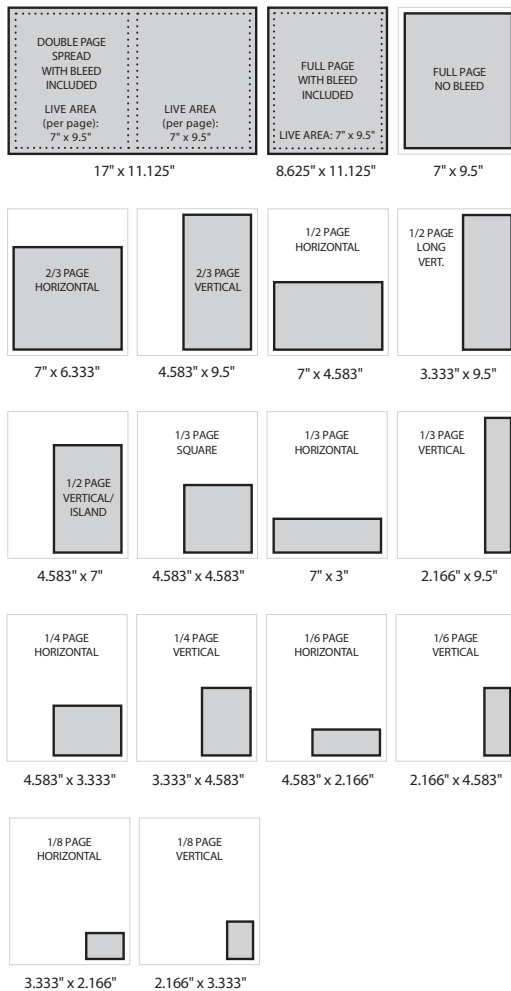 DOUBLE PAGE
SPREAD
WITH BLEED
INCLUDED
LIVE AREA
(per page):
7" x 9.5"
LIVE AREA
(per page):
7" x 9.5"
17" x 11.125"
FULL PAGE
WITH BLEED
INCLUDED
LIVE AREA: 7" x 9.5"
8.625" x 11.125"
FULL PAGE
NO BLEED
7" x 9.5"
2/3 PAGE
HORIZONTAL
7" x 6.333"
2/3 PAGE
VERTICAL
4.583" x 9.5"
1/2 PAGE
HORIZONTAL
7" x 4.583"
1/2 PAGE
LONG
VERT.
3.333" x 9.5"
1/2 PAGE
VERTICAL/
ISLAND
4.583" x 7"
1/3 PAGE
SQUARE
4.583" x 4.583"
1/3 PAGE
HORIZONTAL
7" x 3"
1/3 PAGE
VERTICAL
2.166" x 9.5"
1/4 PAGE
HORIZONTAL
4.583" x 3.333"
1/4 PAGE
VERTICAL
3.333" x 4.583"
1/6 PAGE
HORIZONTAL
4.583" x 2.166"
1/6 PAGE
VERTICAL
2.166" x 4.583"
1/8 PAGE
HORIZONTAL
3.333" x 2.166"
1/8 PAGE
VERTICAL
2.166" x 3.333"